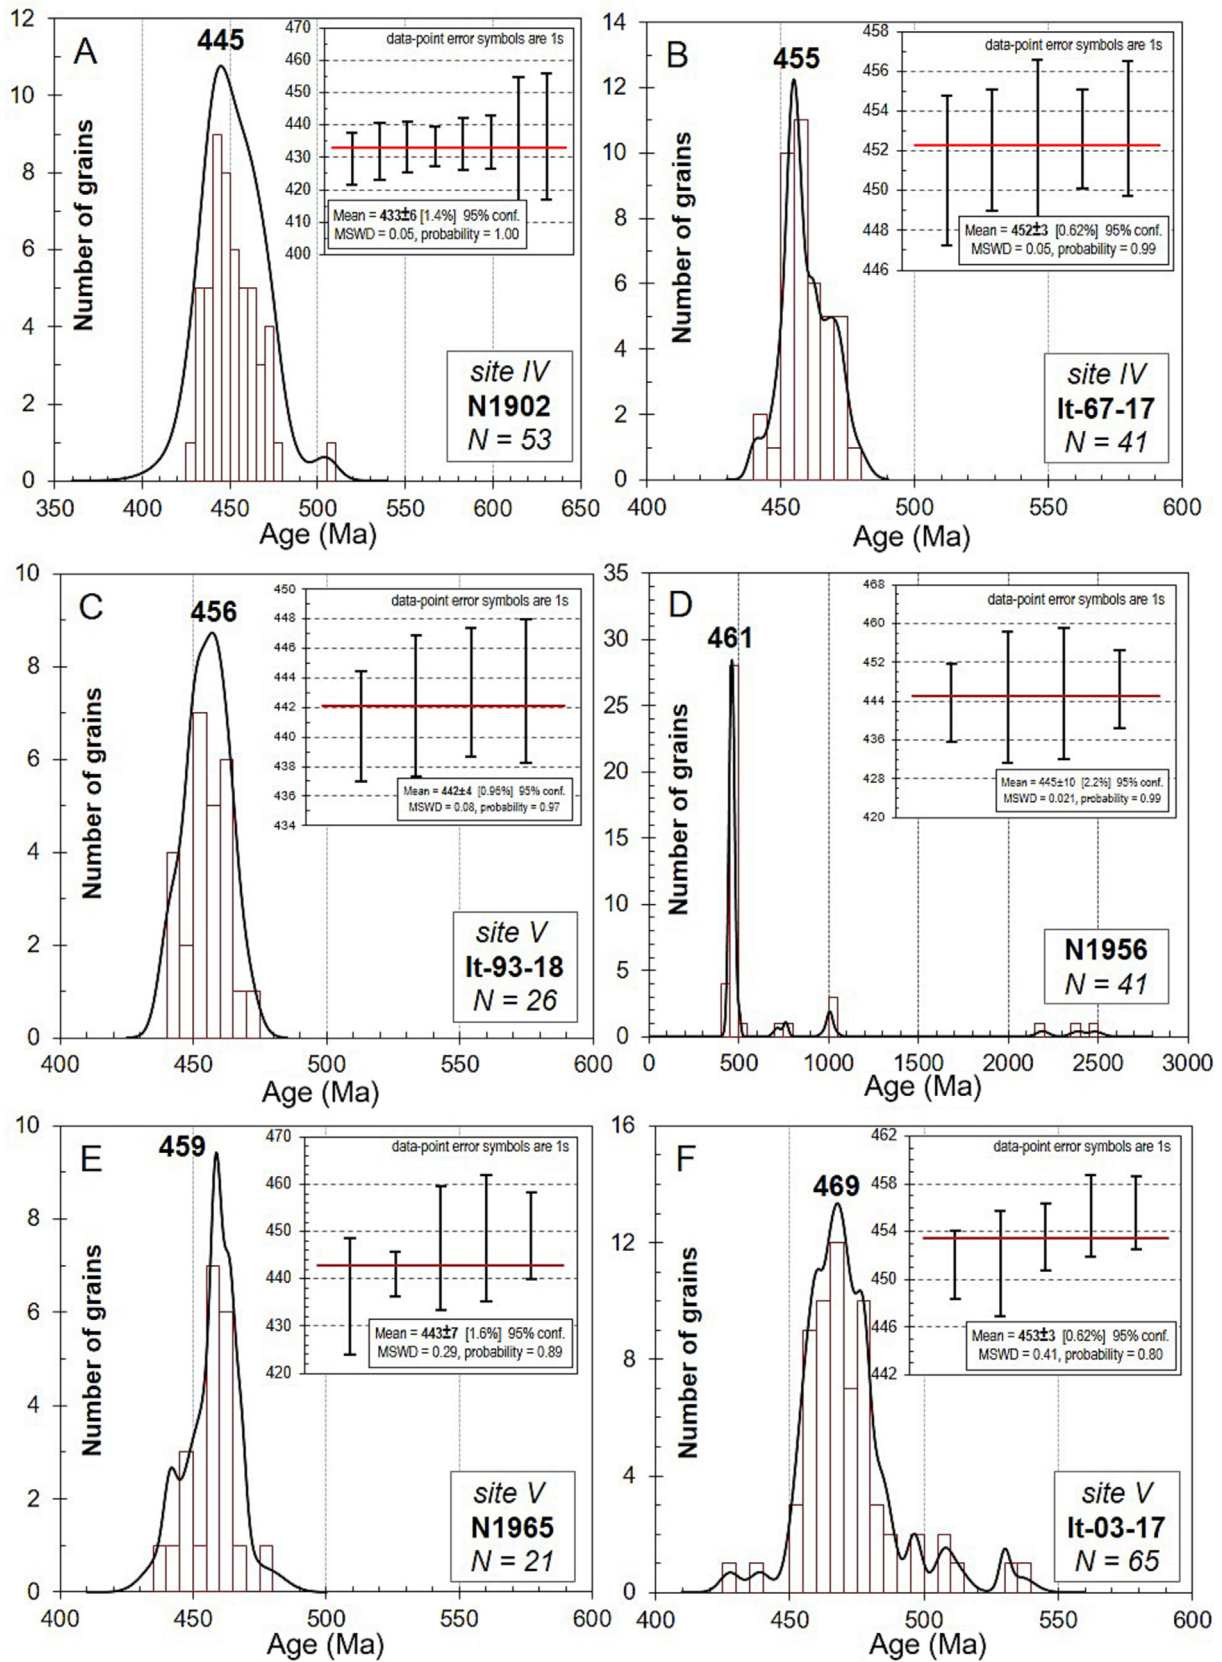 A
445
Number of grains
12
10
8
6
4
2
0
350 400 450 500 550 600 650
Age (Ma)
data-point error symbols are 1s
470
460
450
440
430
420
410
400
Mean = 433±6 [1.4%] 95% conf.
MSWD = 0.05, probability = 1.00
site IV
N1902
N = 53
B
455
Number of grains
14
12
10
8
6
4
2
0
400 450 500 550 600
Age (Ma)
data-point error symbols are 1s
458
456
454
452
450
448
446
Mean = 452±3 [0.62%] 95% conf.
MSWD = 0.05, probability = 0.99
site IV
It-67-17
N = 41
C
456
Number of grains
10
8
6
4
2
0
400 450 500 550 600
Age (Ma)
data-point error symbols are 1s
450
448
446
444
442
440
438
436
434
Mean = 442±4 [0.96%] 95% conf.
MSWD = 0.08, probability = 0.97
site V
It-93-18
N = 26
D
461
Number of grains
35
30
25
20
15
10
5
0
0 500 1000 1500 2000 2500 3000
Age (Ma)
data-point error symbols are 1s
468
460
452
444
436
428
420
Mean = 445±10 [2.2%] 95% conf.
MSWD = 0.021, probability = 0.99
N1956
N = 41
E
459
Number of grains
10
8
6
4
2
0
400 450 500 550 600
Age (Ma)
data-point error symbols are 1s
470
460
450
440
430
420
Mean = 443±7 [1.6%] 95% conf.
MSWD = 0.29, probability = 0.89
site V
N1965
N = 21
F
469
Number of grains
16
12
8
4
0
400 450 500 550 600
Age (Ma)
data-point error symbols are 1s
462
458
454
450
446
442
Mean = 453±3 [0.62%] 95% conf.
MSWD = 0.41, probability = 0.80
site V
It-03-17
N = 65